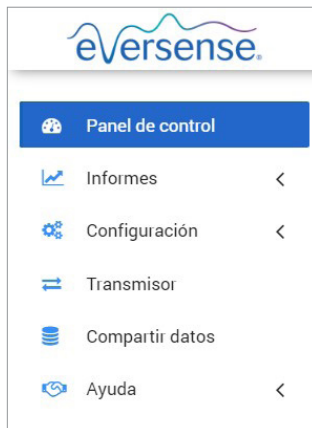 eversense.
Panel de control
Informes
Configuración
Transmisor
Compartir datos
Ayuda